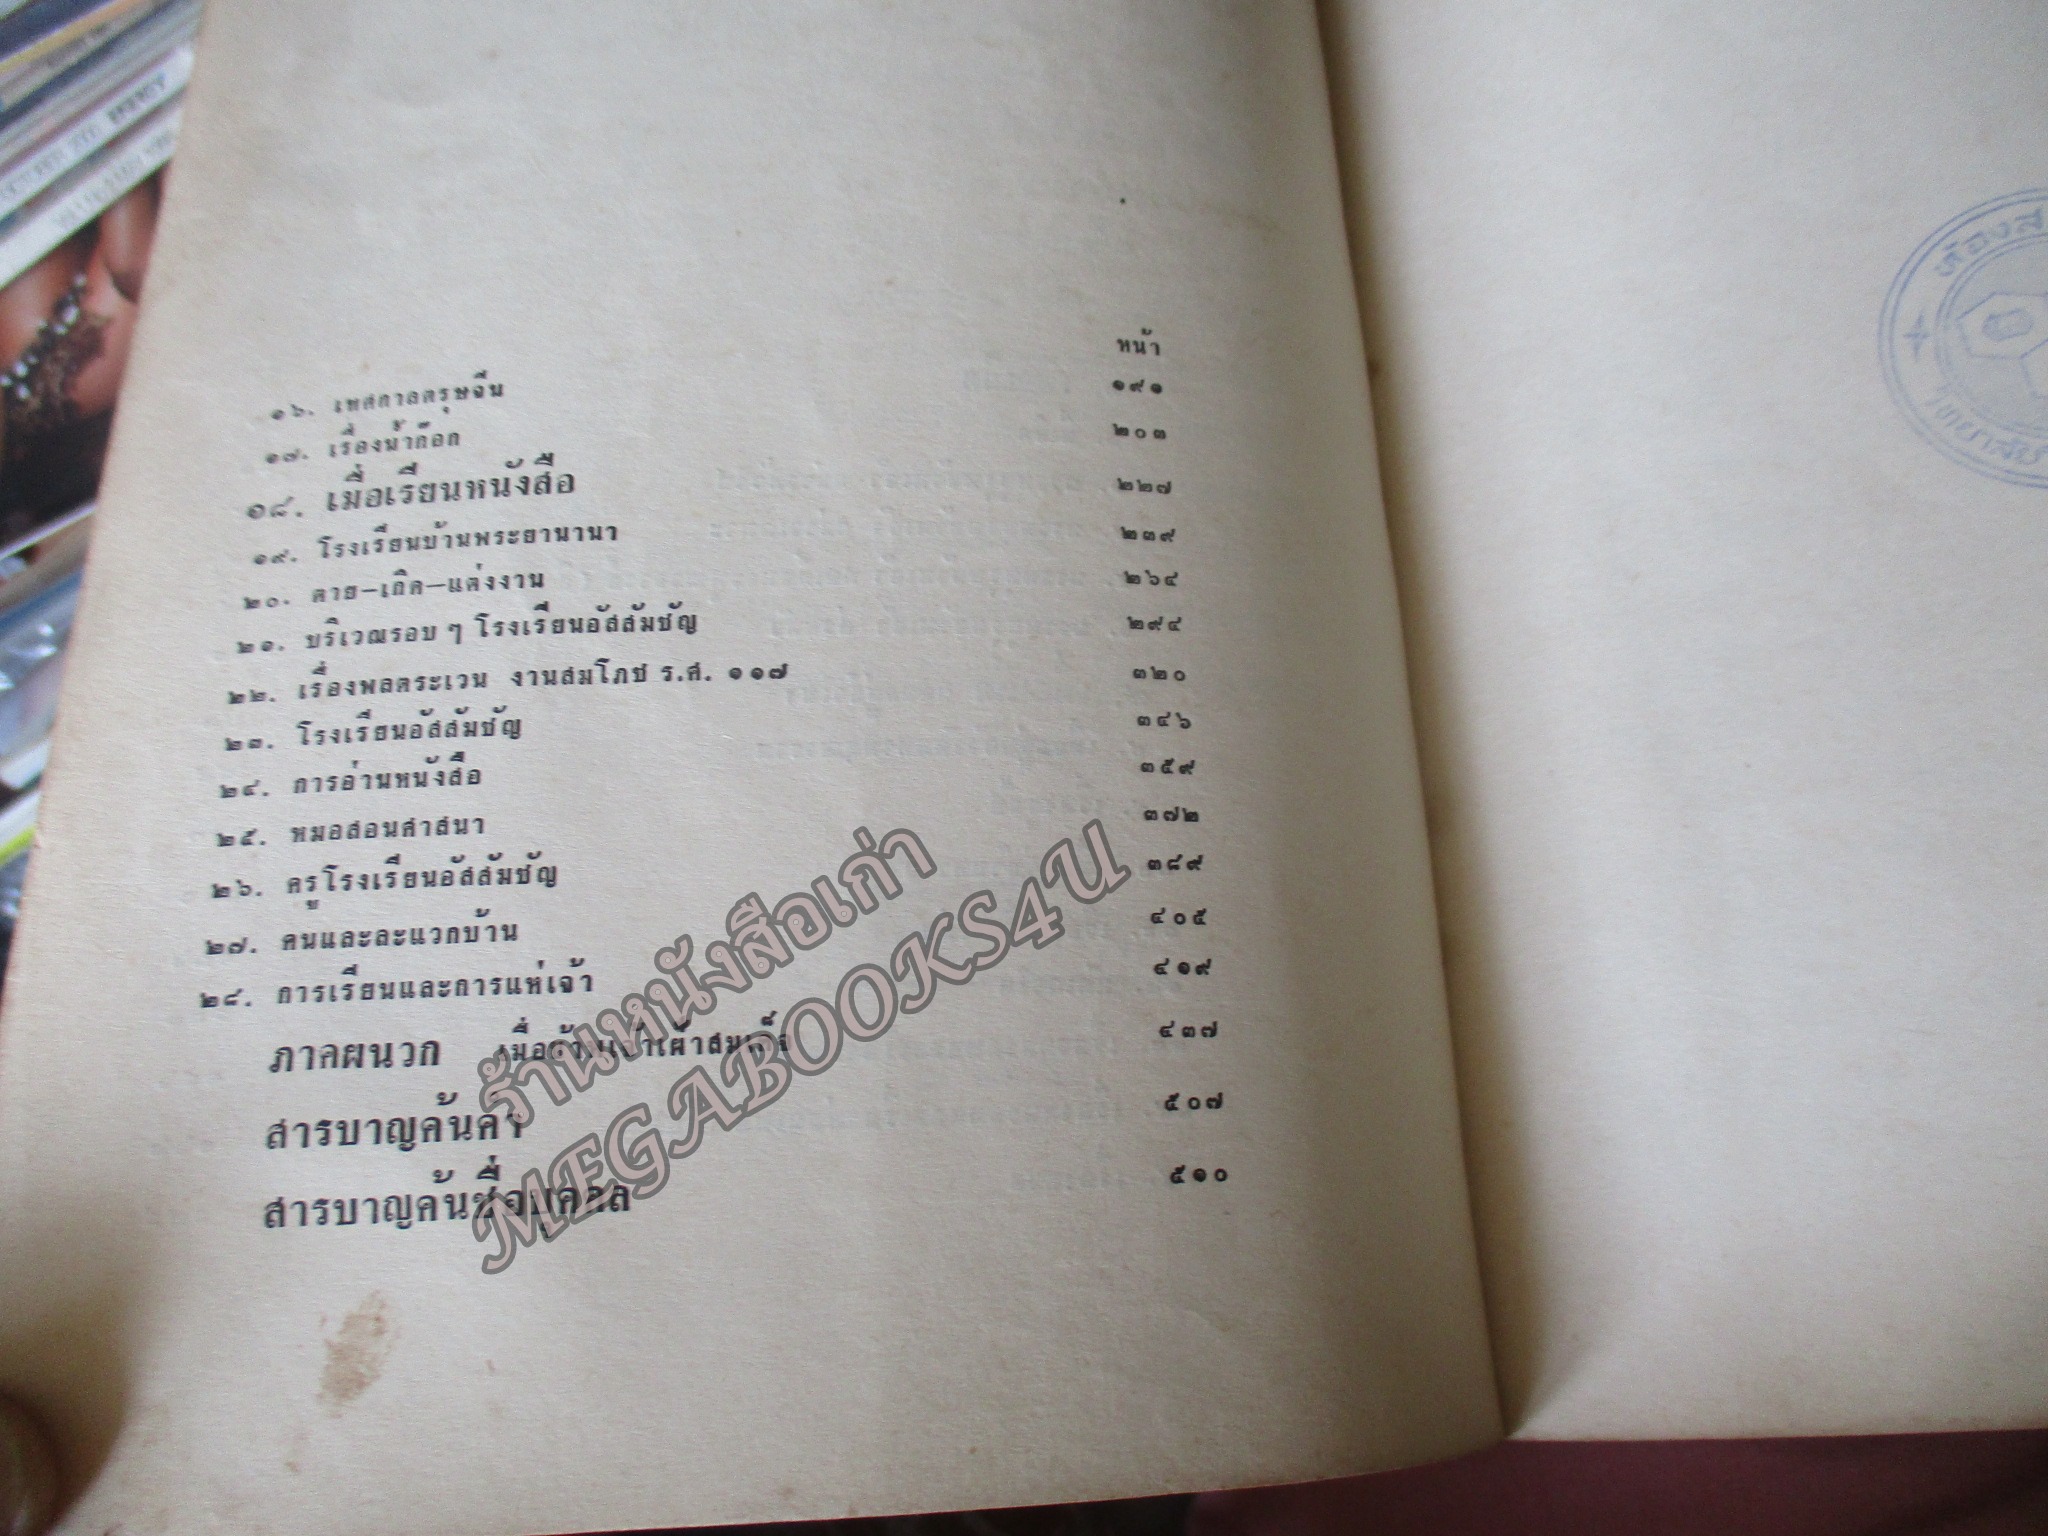 หน้า
๑๖. เทศกาลตรุษจีน ๑๙๑
๑๗. เรื่องน้ำก๊อก ๒๐๓
๑๘. เมื่อเรียนหนังสือ ๒๒๗
๑๙. โรงเรียนบ้านพระยานานา ๒๓๙
๒๐. ตาย–เกิด–แต่งงาน ๒๖๔
๒๑. บริเวณรอบ ๆ โรงเรียนอัสสัมชัญ ๒๙๔
๒๒. เรื่องพลตระเวน งานสมโภช ร.ศ. ๑๑๗ ๓๒๐
๒๓. โรงเรียนอัสสัมชัญ ๓๔๖
๒๔. การอ่านหนังสือ ๓๕๙
๒๕. หมอสอนศาสนา ๓๗๒
๒๖. ครูโรงเรียนอัสสัมชัญ ๓๘๙
๒๗. คนและละแวกบ้าน ๔๐๕
๒๘. การเรียนและการแห่เจ้า ๔๑๙
ภาคผนวก ๔๓๗
สารบาญค้นคำ ๕๐๗
สารบาญค้นชื่อบุคคล ๕๑๐
ร้านหนังสือเก่า
MEGABOOKS4U